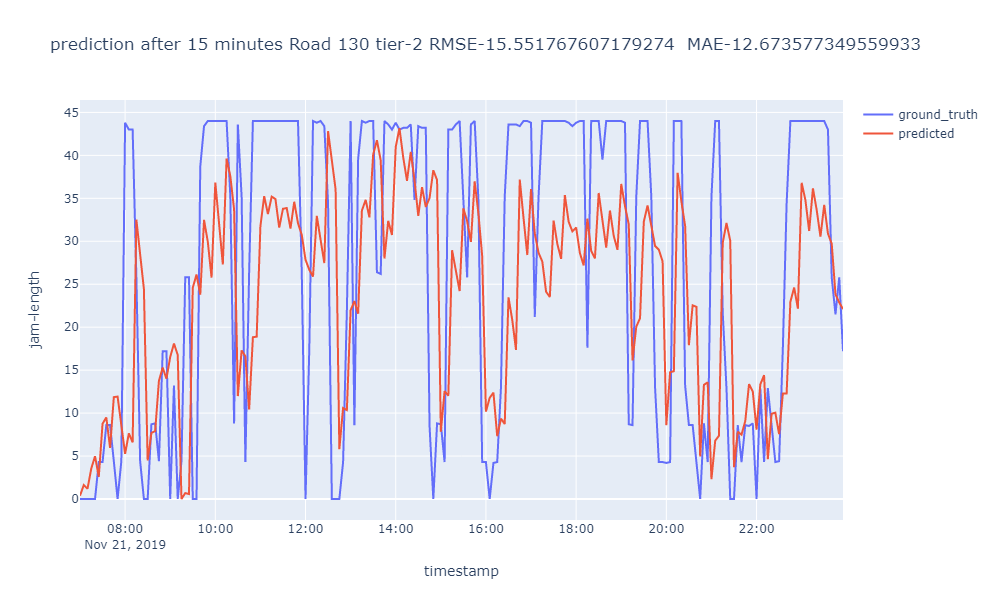 prediction after 15 minutes Road 130 tier-2 RMSE-15.551767607179274 MAE-12.673577349559933
ground_truth
predicted
45
40
35
30
25
20
15
10
5
0
jam-length
08:00 10:00 12:00 14:00 16:00 18:00 20:00 22:00
Nov 21, 2019
timestamp